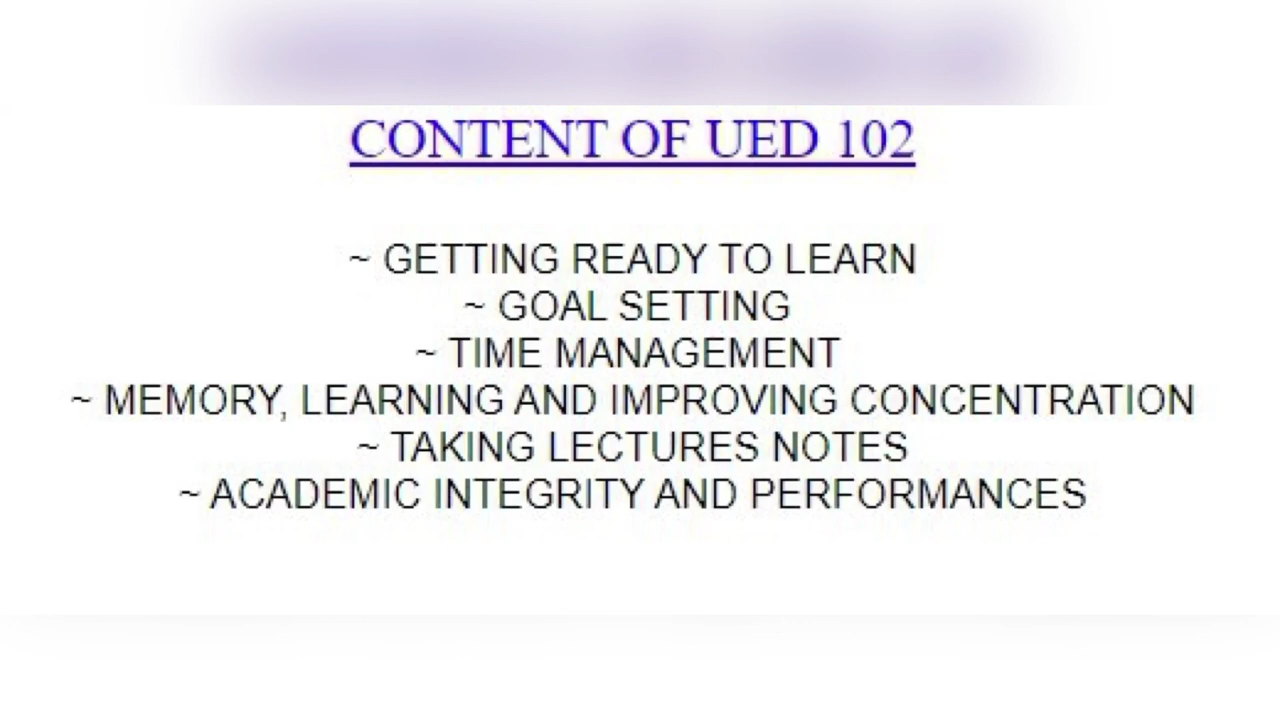 CONTENT OF UED 102
~ GETTING READY TO LEARN
~ GOAL SETTING
~ TIME MANAGEMENT
~ MEMORY, LEARNING AND IMPROVING CONCENTRATION
~ TAKING LECTURES NOTES
~ ACADEMIC INTEGRITY AND PERFORMANCES